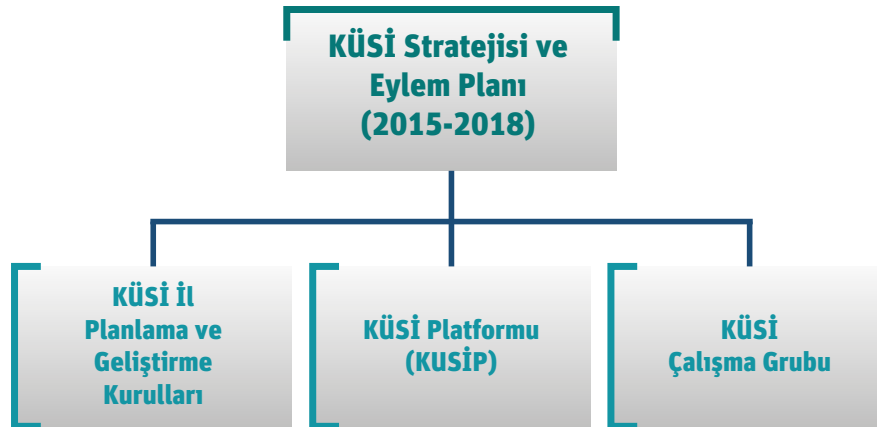 KÜSİ Stratejisi ve
Eylem Planı
(2015-2018)
KÜSİ İl
Planlama ve
Geliştirme
Kurulları
KÜSİ Platformu
(KUSİP)
KÜSİ
Çalışma Grubu